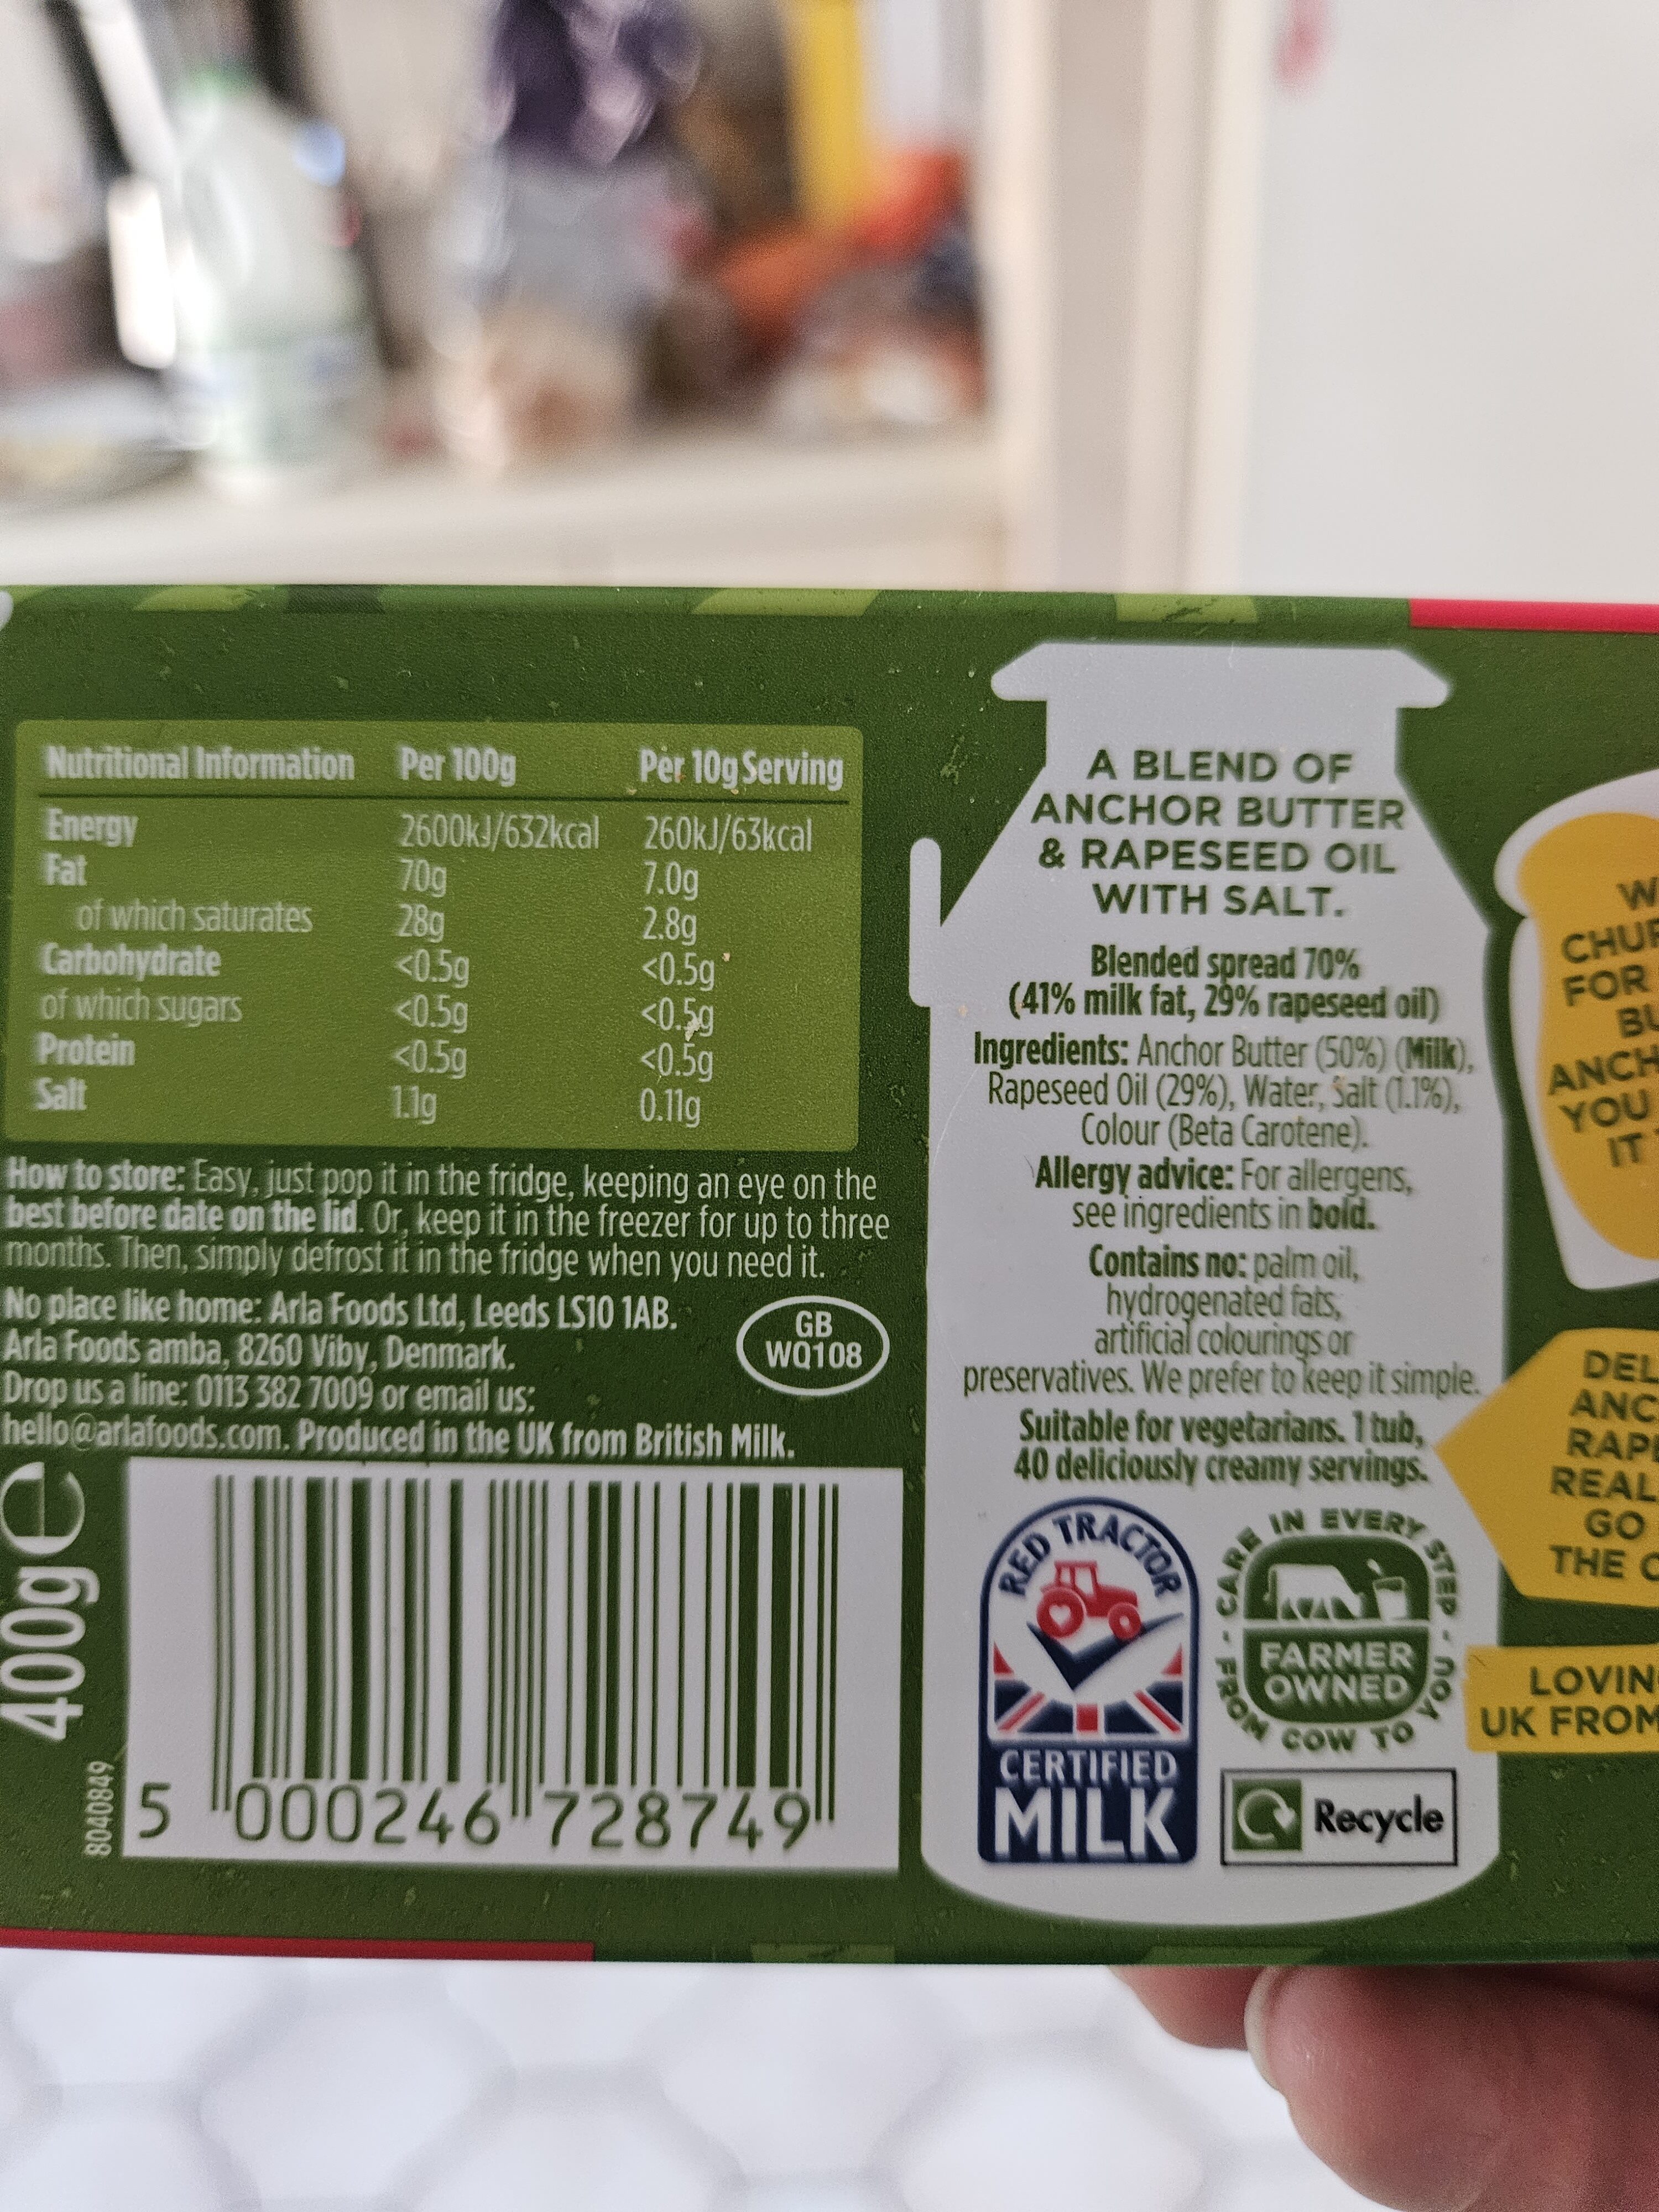 Nutritional Information Per 100g Per 10g Serving
Energy 2600kJ/632kcal 260kJ/63kcal
Fat 70g 7.0g
of which saturates 28g 2.8g
Carbohydrate <0.5g <0.5g
of which sugars <0.5g <0.5g
Protein <0.5g <0.5g
Salt 1.1g 0.11g
How to store: Easy, just pop it in the fridge, keeping an eye on the
best before date on the lid. Or, keep it in the freezer for up to three
months. Then, simply defrost it in the fridge when you need it.
No place like home: Arla Foods Ltd, Leeds LS10 1AB.
Arla Foods amba, 8260 Viby, Denmark.
Drop us a line: 0113 382 7009 or email us:
hello@arlafoods.com. Produced in the UK from British Milk.
GB
WQ108
400g e
8040849
5 000246 728749
A BLEND OF
ANCHOR BUTTER
& RAPESEED OIL
WITH SALT.
Blended spread 70%
(41% milk fat, 29% rapeseed oil)
Ingredients: Anchor Butter (50%) (Milk),
Rapeseed Oil (29%), Water, Salt (1.1%),
Colour (Beta Carotene).
Allergy advice: For allergens,
see ingredients in bold.
Contains no: palm oil,
hydrogenated fats,
artificial colourings or
preservatives. We prefer to keep it simple.
Suitable for vegetarians. 1 tub,
40 deliciously creamy servings.
RED TRACTOR
CERTIFIED
MILK
CARE IN EVERY STEP
FARMER
OWNED
- FROM COW TO YOU -
Recycle
FOR
YOU
IT
GO
THE
UK FROM